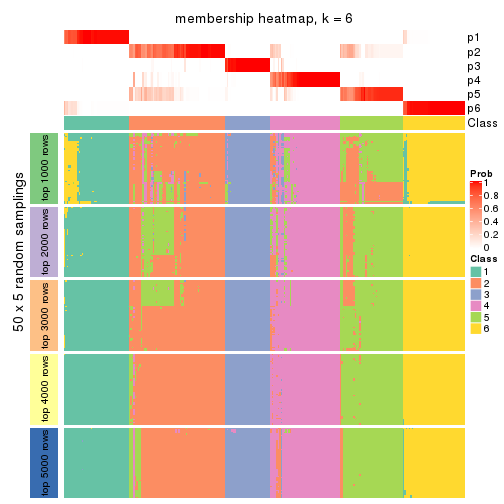 membership heatmap, k = 6
p1
p2
p3
p4
p5
p6
Class
50 x 5 random samplings
top 1000 rows
top 2000 rows
top 3000 rows
top 4000 rows
top 5000 rows
Prob
1
0.8
0.6
0.4
0.2
0
Class
1
2
3
4
5
6